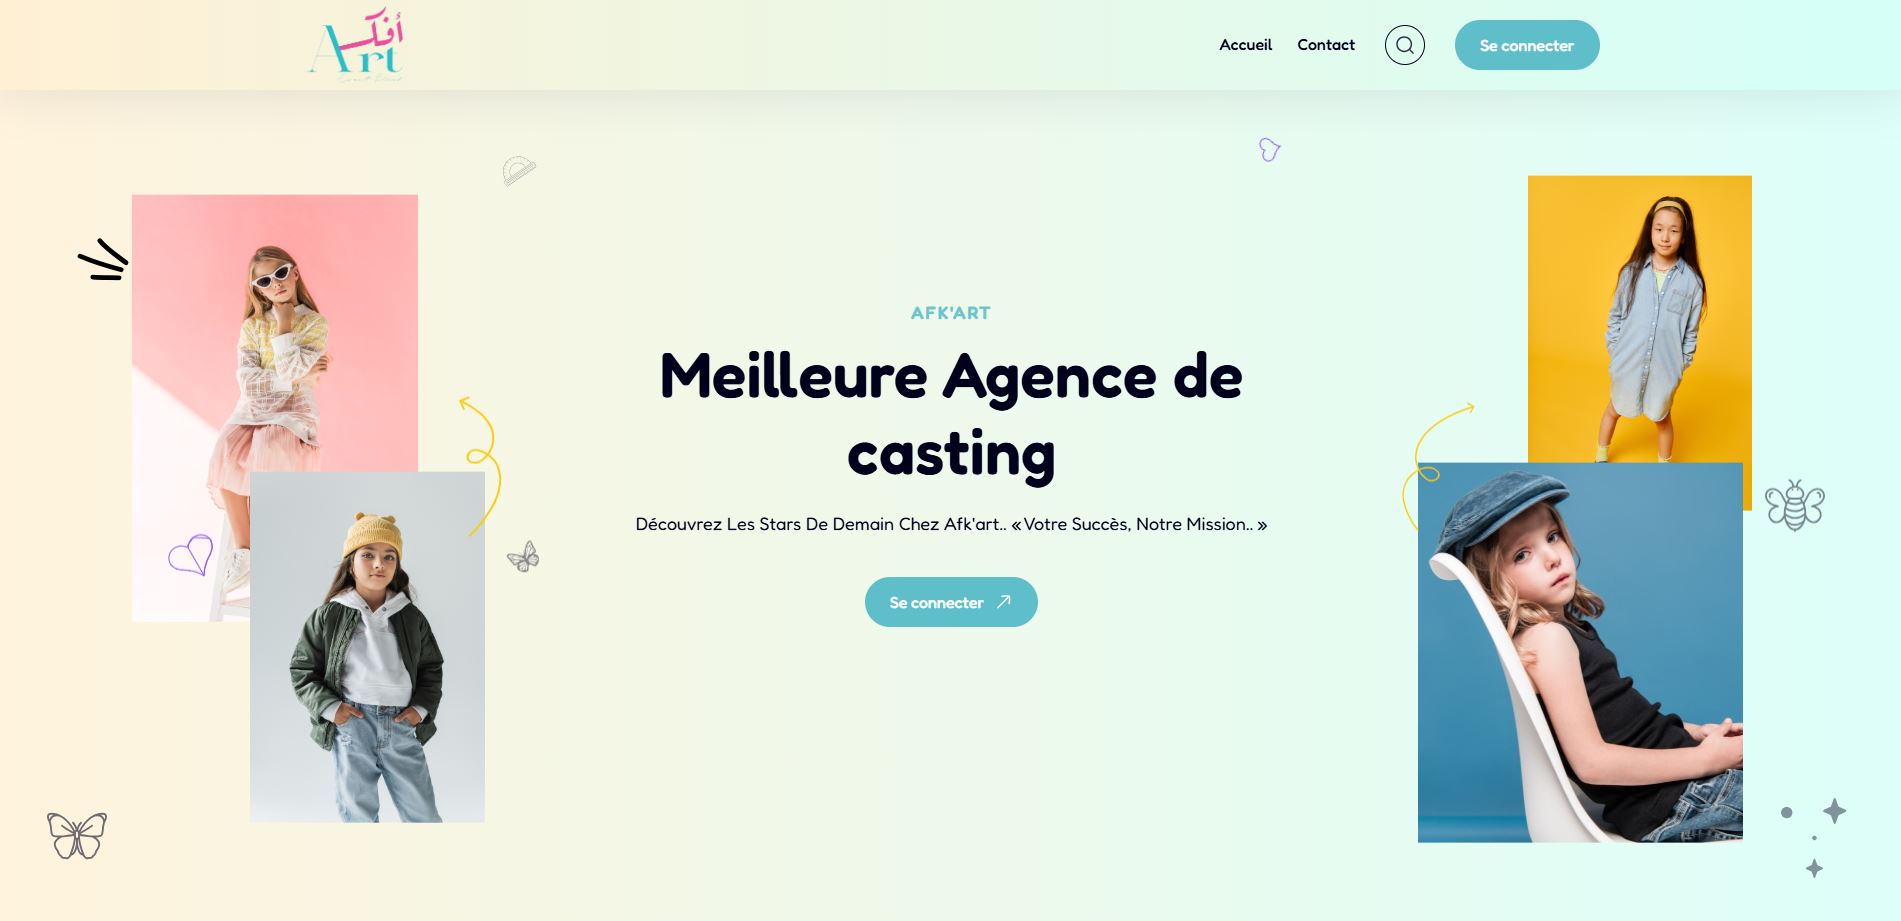 أفكـ
Art
Accueil
Contact
Se connecter
AFK'ART
Meilleure Agence de
casting
Découvrez Les Stars De Demain Chez Afk'art.. « Votre Succès, Notre Mission.. »
Se connecter